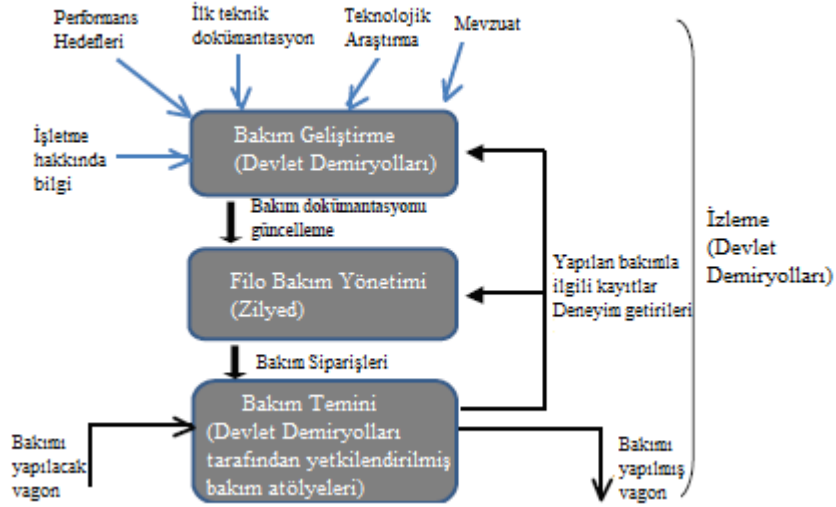 Performans
Hedefleri
İlk teknik
dokümantasyon
Teknolojik
Araştırma
Mevzuat
İşletme
hakkında
bilgi
Bakım Geliştirme
(Devlet Demiryolları)
Bakım dokümantasyonu
güncelleme
Filo Bakım Yönetimi
(Zilyed)
Yapılan bakımla
ilgili kayıtlar
Deneyim getirileri
İzleme
(Devlet
Demiryolları)
Bakım Siparişleri
Bakım Temini
(Devlet Demiryolları
tarafından yetkilendirilmiş
bakım atölyeleri)
Bakımı
yapılacak
vagon
Bakımı
yapılmış
vagon